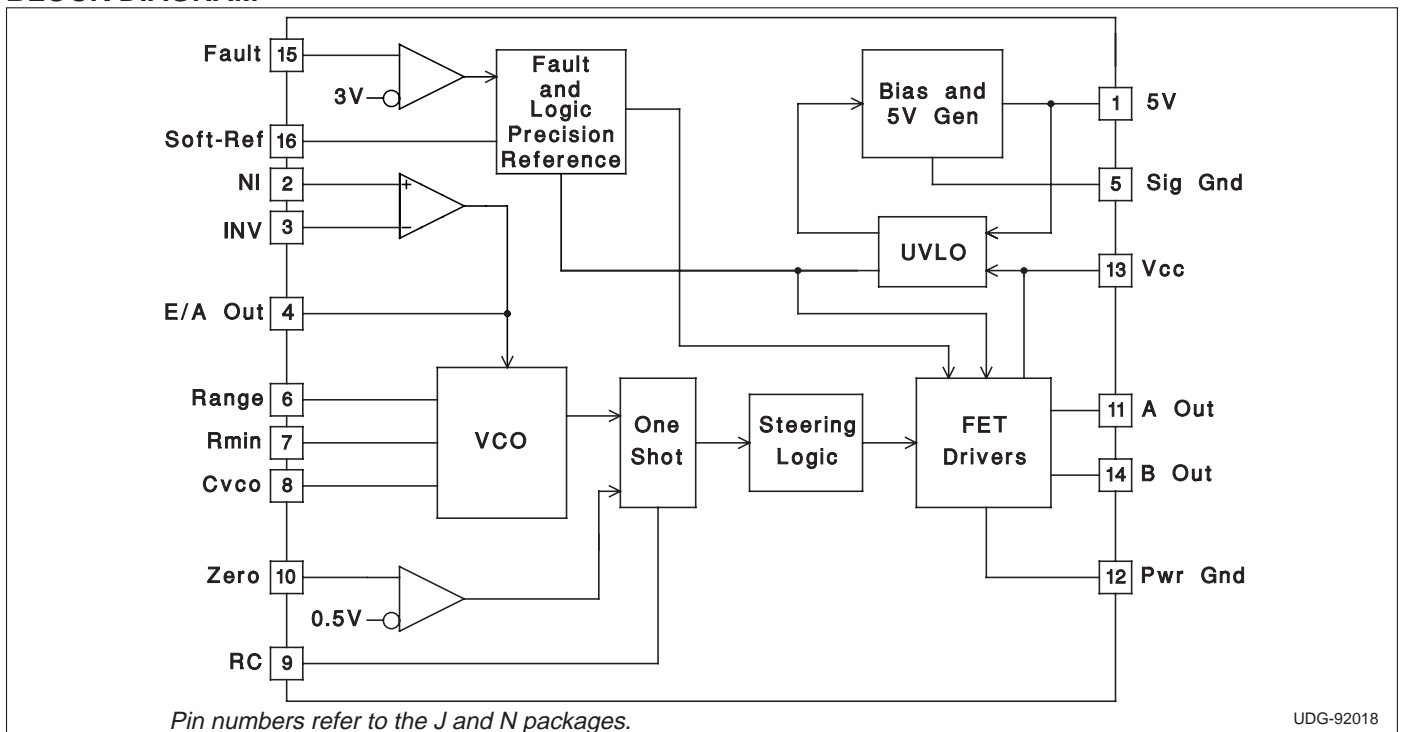 Fault 15
3V
Fault
and
Logic
Precision
Reference
Soft-Ref 16
NI 2
+
INV 3
−
E/A Out 4
Range 6
Rmin 7
Cvco 8
VCO
Zero 10
0.5V
RC 9
One
Shot
Steering
Logic
FET
Drivers
Bias and
5V Gen
UVLO
1 5V
5 Sig Gnd
13 Vcc
11 A Out
14 B Out
12 Pwr Gnd
Pin numbers refer to the J and N packages.
UDG-92018